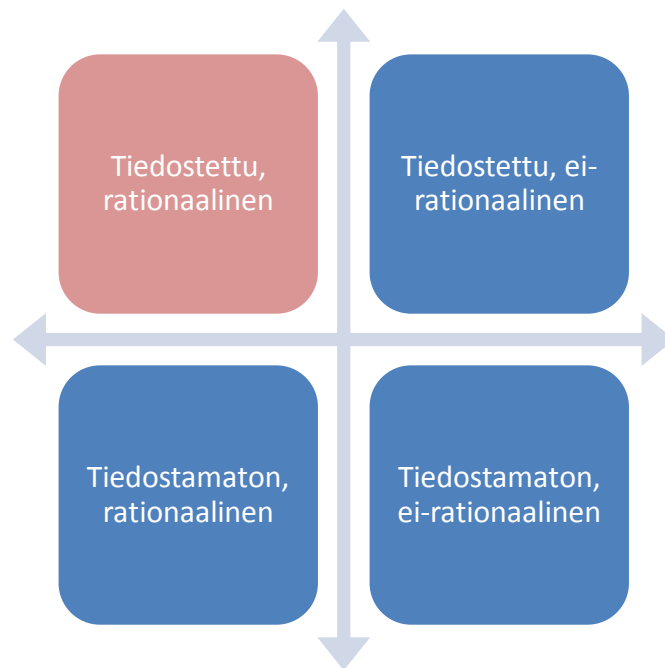 Tiedostettu,
rationaalinen
Tiedostettu, ei-
rationaalinen
Tiedostamaton,
rationaalinen
Tiedostamaton,
ei-rationaalinen